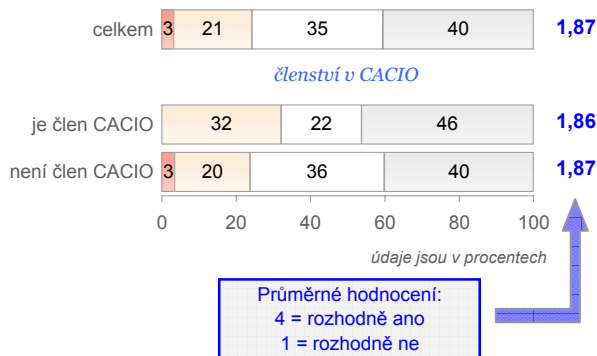 celkem 3 21 35 40 1,87
členství v CACIO
je člen CACIO 32 22 46 1,86
není člen CACIO 3 20 36 40 1,87
0 20 40 60 80 100
údaje jsou v procentech
Průměrné hodnocení:
4 = rozhodně ano
1 = rozhodně ne